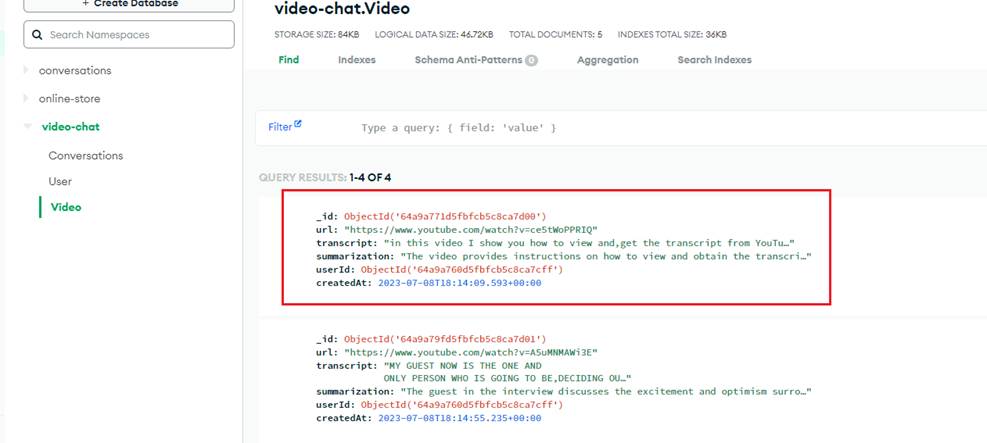 + Create Database
Search Namespaces
conversations
online-store
video-chat
Conversations
User
Video
video-chat.Video
STORAGE SIZE: 84KB LOGICAL DATA SIZE: 46.72KB TOTAL DOCUMENTS: 5 INDEXES TOTAL SIZE: 36KB
Find Indexes Schema Anti-Patterns 0 Aggregation Search Indexes
Filter Type a query: { field: 'value' }
QUERY RESULTS: 1-4 OF 4
_id: ObjectId('64a9a771d5fbfcb5c8ca7d00')
url: "https://www.youtube.com/watch?v=ce5tWoPPRIQ"
transcript: "in this video I show you how to view and,get the transcript from YouTu…"
summarization: "The video provides instructions on how to view and obtain the transcri…"
userId: ObjectId('64a9a760d5fbfcb5c8ca7cff')
createdAt: 2023-07-08T18:14:09.593+00:00
_id: ObjectId('64a9a79fd5fbfcb5c8ca7d01')
url: "https://www.youtube.com/watch?v=A5uMNMAWi3E"
transcript: "MY GUEST NOW IS THE ONE AND
ONLY PERSON WHO IS GOING TO BE,DECIDING OU…"
summarization: "The guest in the interview discusses the excitement and optimism surro…"
userId: ObjectId('64a9a760d5fbfcb5c8ca7cff')
createdAt: 2023-07-08T18:14:55.235+00:00